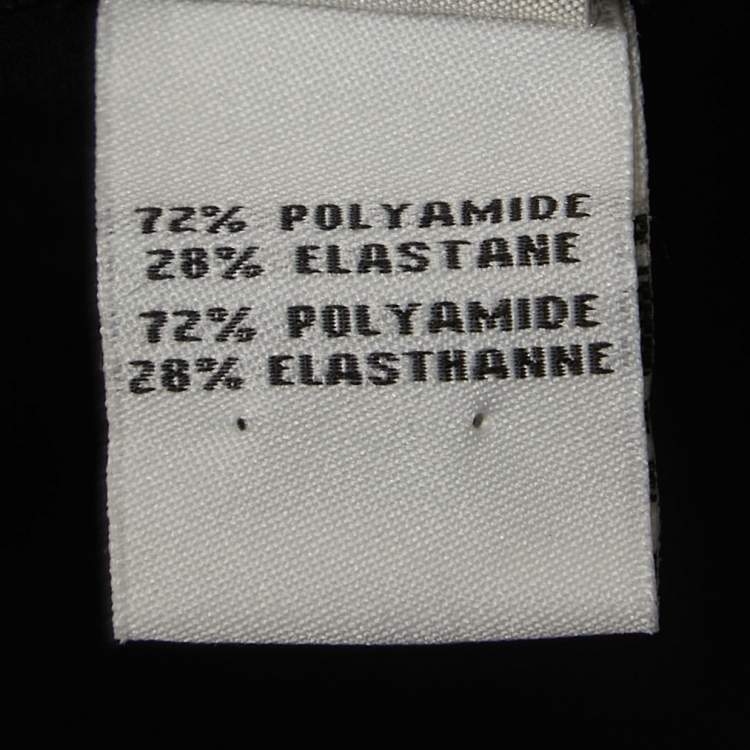 72% POLYAMIDE
28% ELASTANE
72% POLYAMIDE
28% ELASTHANNE